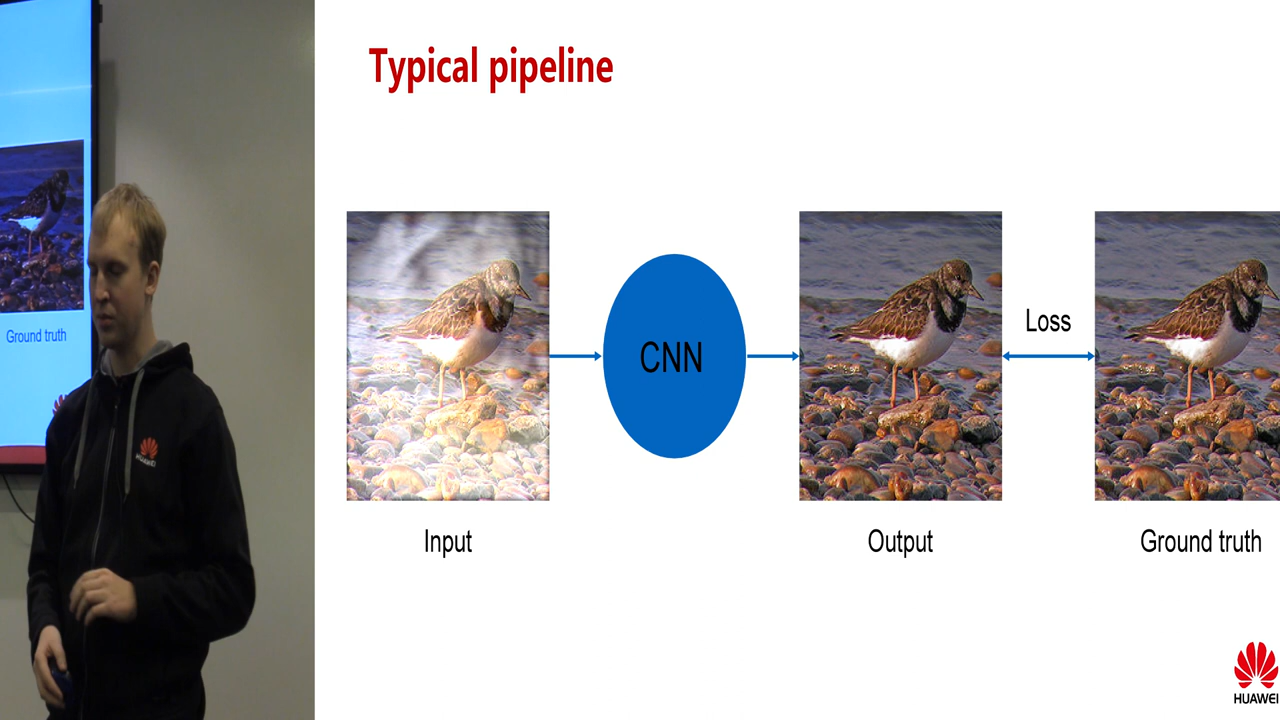 Typical pipeline
Ground truth
HUAWEI
CNN
Loss
Input
Output
Ground truth
HUAWEI